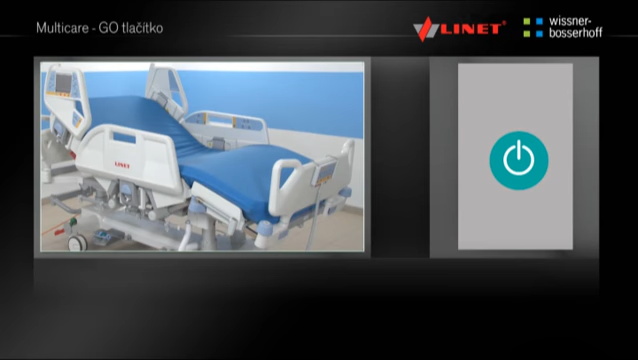 Multicare - GO tlačítko
LINET®
wissner-
bosserhoff
LINET